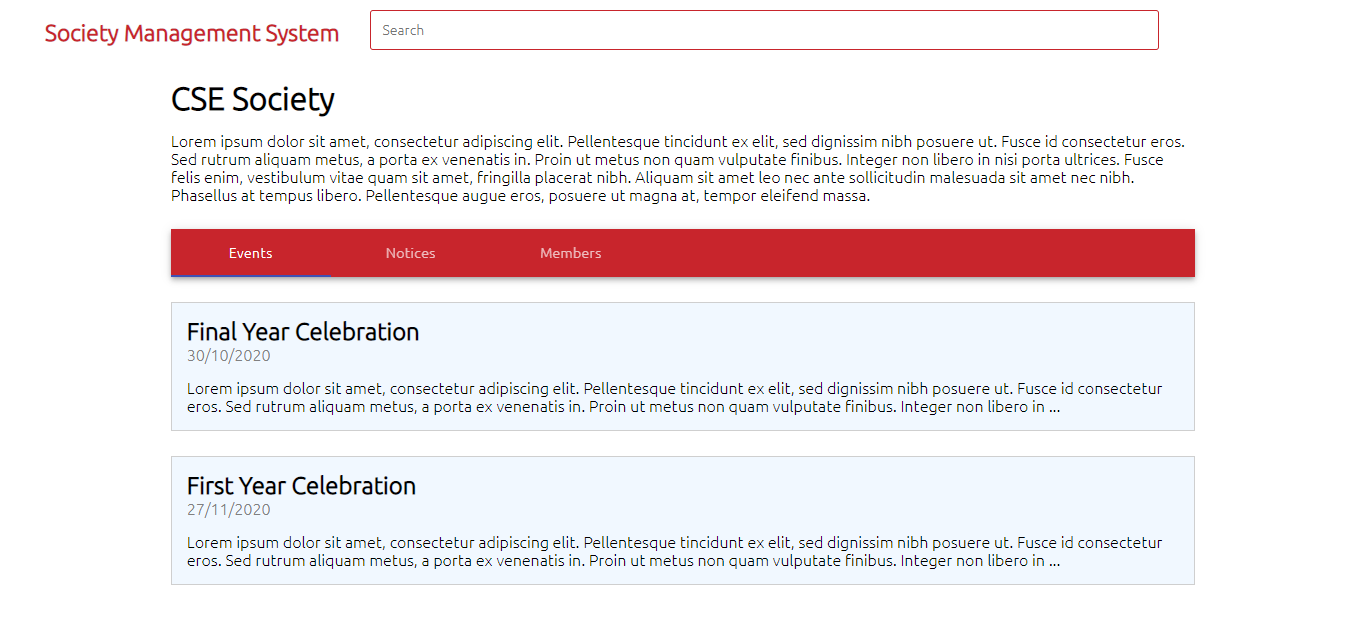 Society Management System
Search
CSE Society
Lorem ipsum dolor sit amet, consectetur adipiscing elit. Pellentesque tincidunt ex elit, sed dignissim nibh posuere ut. Fusce id consectetur eros.
Sed rutrum aliquam metus, a porta ex venenatis in. Proin ut metus non quam vulputate finibus. Integer non libero in nisi porta ultrices. Fusce
felis enim, vestibulum vitae quam sit amet, fringilla placerat nibh. Aliquam sit amet leo nec ante sollicitudin malesuada sit amet nec nibh.
Phasellus at tempus libero. Pellentesque augue eros, posuere ut magna at, tempor eleifend massa.
Events Notices Members
Final Year Celebration
30/10/2020
Lorem ipsum dolor sit amet, consectetur adipiscing elit. Pellentesque tincidunt ex elit, sed dignissim nibh posuere ut. Fusce id consectetur
eros. Sed rutrum aliquam metus, a porta ex venenatis in. Proin ut metus non quam vulputate finibus. Integer non libero in ...
First Year Celebration
27/11/2020
Lorem ipsum dolor sit amet, consectetur adipiscing elit. Pellentesque tincidunt ex elit, sed dignissim nibh posuere ut. Fusce id consectetur
eros. Sed rutrum aliquam metus, a porta ex venenatis in. Proin ut metus non quam vulputate finibus. Integer non libero in ...